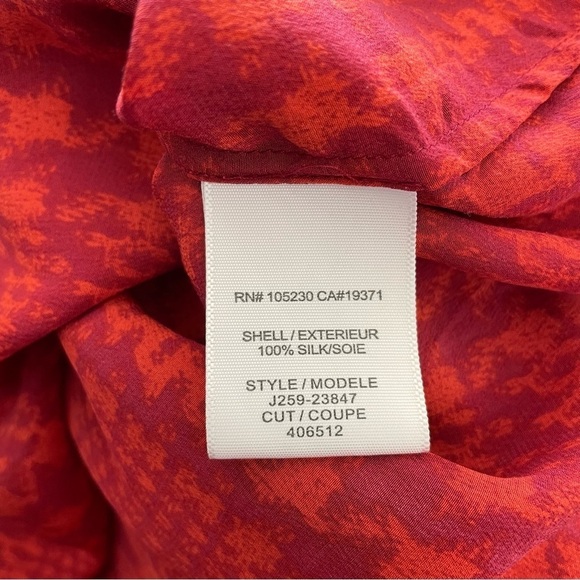 RN# 105230 CA#19371
SHELL / EXTERIEUR
100% SILK/SOIE
STYLE / MODELE
J259-23847
CUT / COUPE
406512